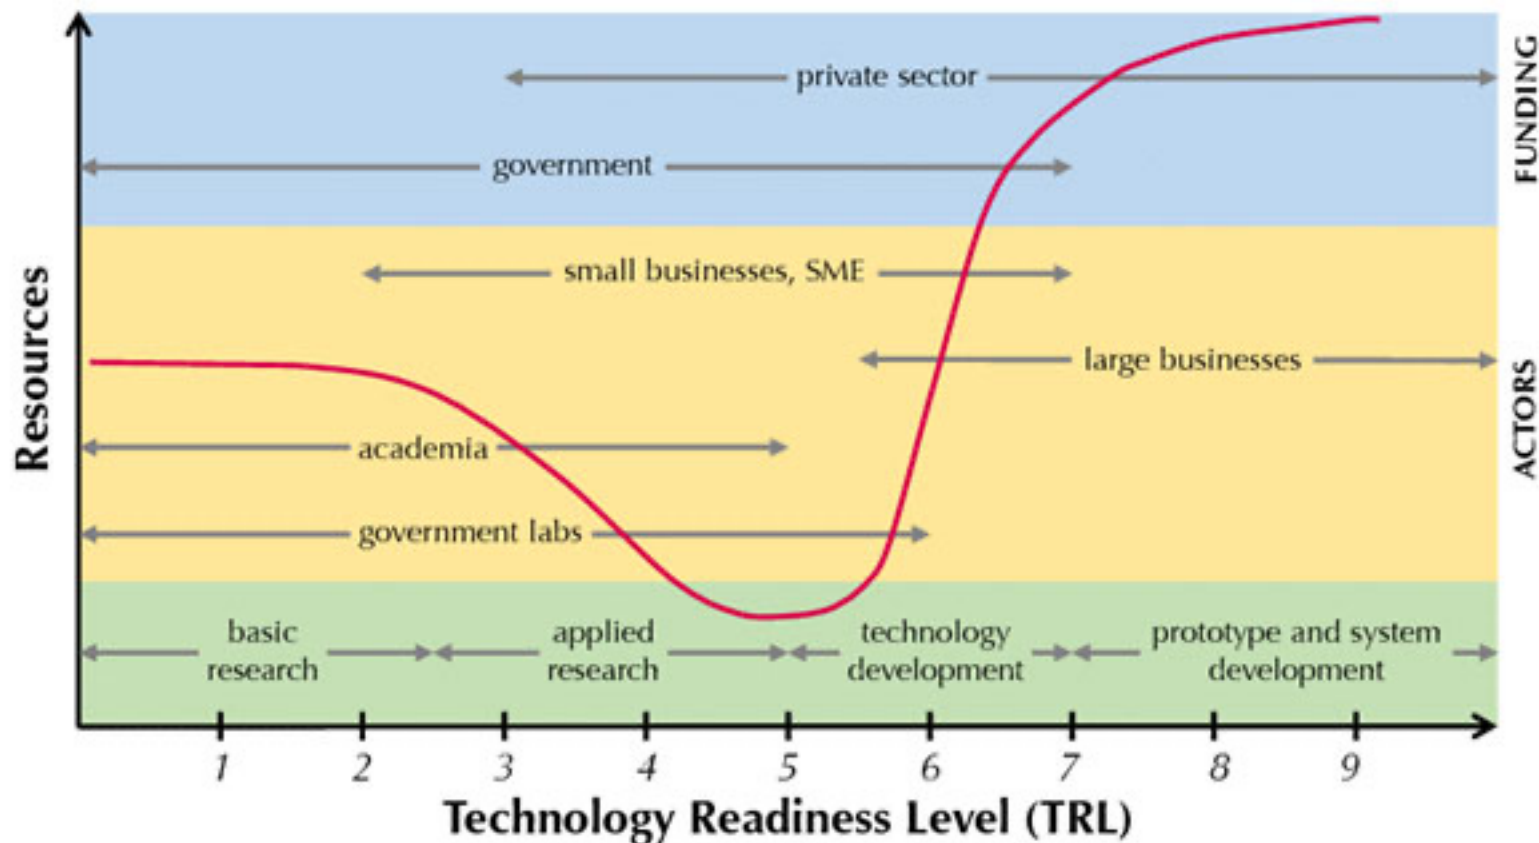 private sector
government
FUNDING
small businesses, SME
large businesses
academia
government labs
ACTORS
Resources
basic
research
applied
research
technology
development
prototype and system
development
1 2 3 4 5 6 7 8 9
Technology Readiness Level (TRL)